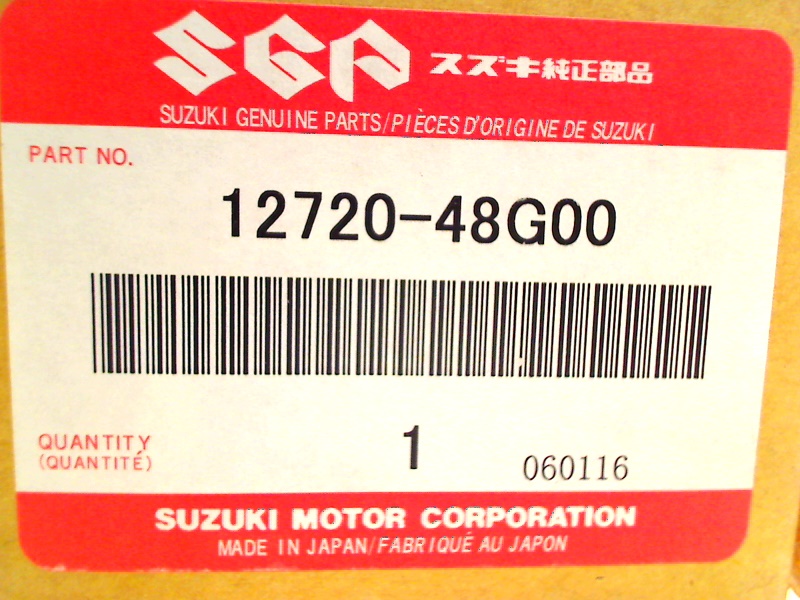 SGP スズキ純正部品
SUZUKI GENUINE PARTS/PIÈCES D'ORIGINE DE SUZUKI
PART NO.
12720-48G00
QUANTITY 1
(QUANTITÉ) 060116
SUZUKI MOTOR CORPORATION
MADE IN JAPAN/FABRIQUÉ AU JAPON